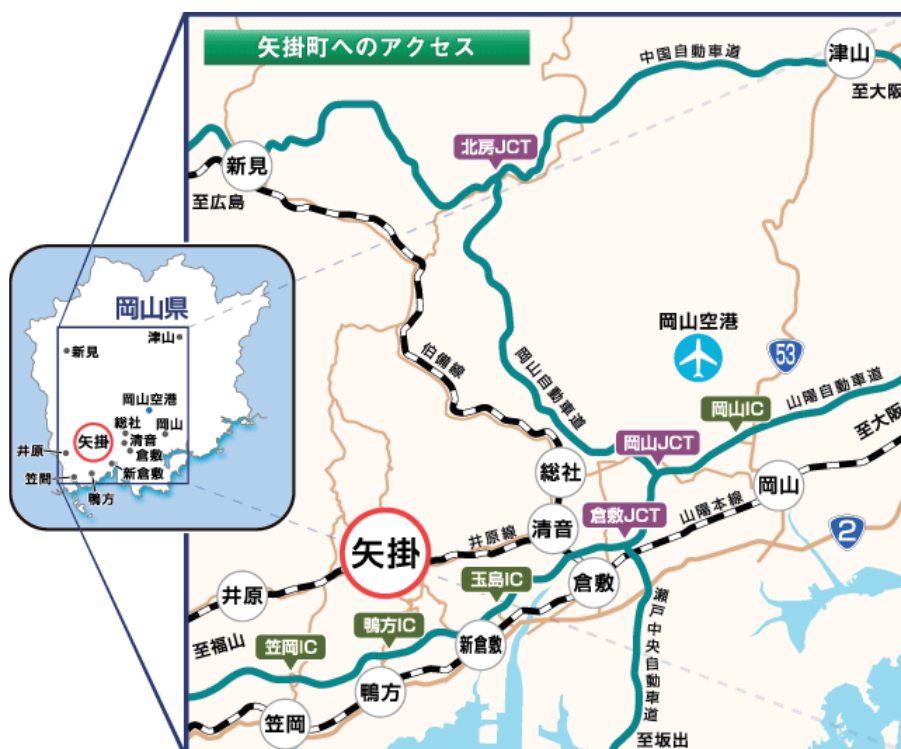 矢掛町へのアクセス
中国自動車道
津山
至大阪
北房JCT
新見
至広島
岡山県
津山
新見
岡山空港
総社
岡山
矢掛
清音
井原
倉敷
笠間
新倉敷
鴨方
伯備線
岡山自動車道
岡山空港
53
山陽自動車道
岡山IC
至大阪
岡山JCT
総社
岡山
倉敷JCT
山陽本線
2
清音
井原線
矢掛
玉島IC
倉敷
井原
瀬戸中央自動車道
鴨方IC
新倉敷
至福山
笠岡IC
鴨方
笠岡
至坂出